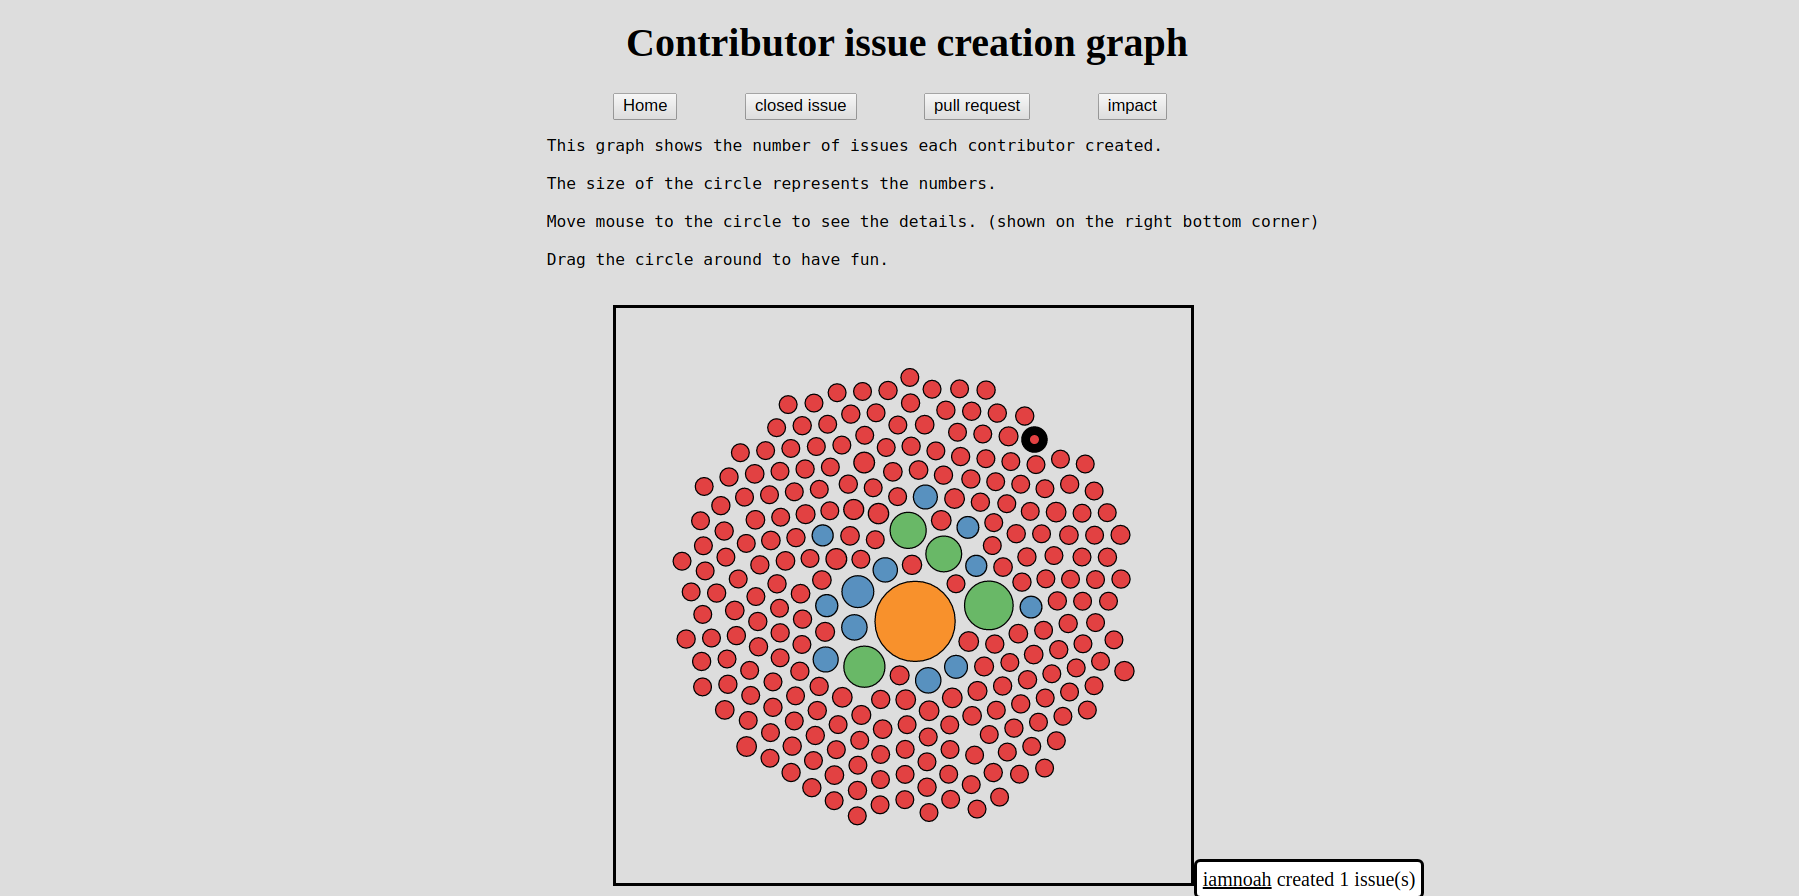 Contributor issue creation graph
Home closed issue pull request impact
This graph shows the number of issues each contributor created.
The size of the circle represents the numbers.
Move mouse to the circle to see the details. (shown on the right bottom corner)
Drag the circle around to have fun.
iamnoah created 1 issue(s)